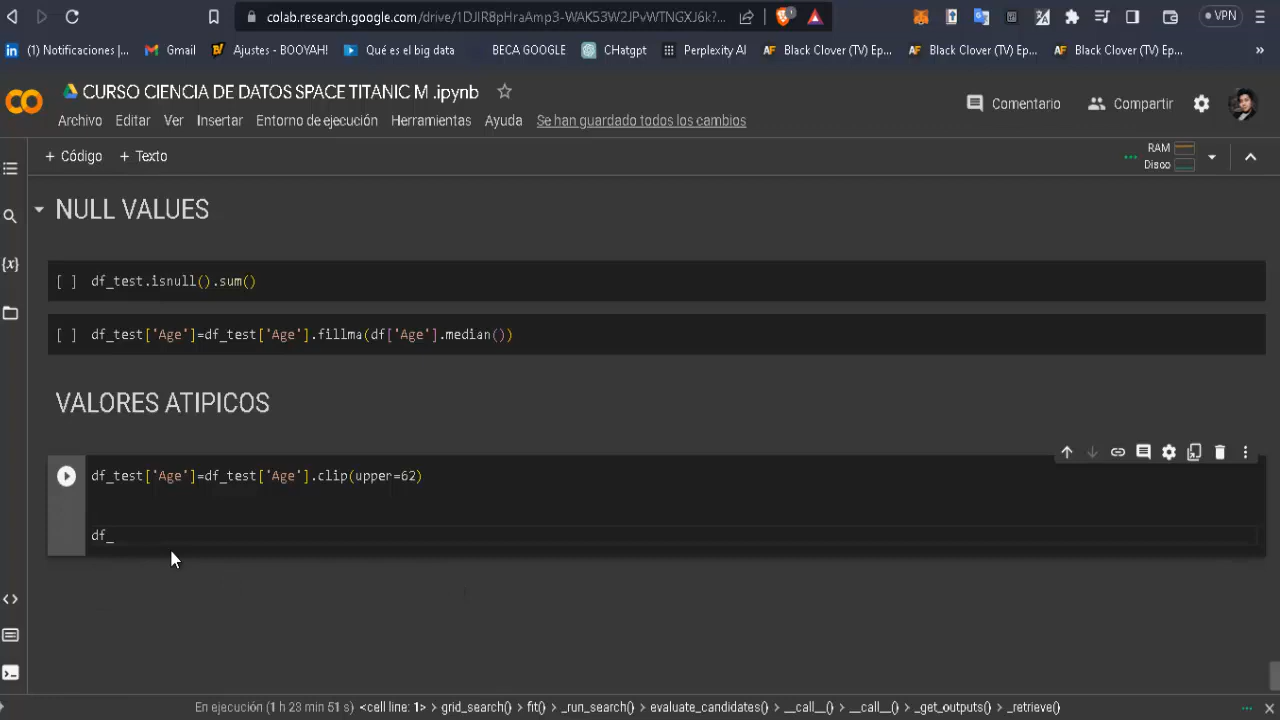 colab.research.google.com/drive/1DJIR8pHraAmp3-WAK53W2JPvWTNGXJ6k?...
VPN
(1) Notificaciones |...
Gmail
Ajustes - BOOYAH!
Qué es el big data
BECA GOOGLE
CHatgpt
Perplexity AI
Black Clover (TV) Ep...
Black Clover (TV) Ep...
Black Clover (TV) Ep...
»
CURSO CIENCIA DE DATOS SPACE TITANIC M .ipynb
Comentario
Compartir
Archivo Editar Ver Insertar Entorno de ejecución Herramientas Ayuda Se han guardado todos los cambios
+ Código + Texto
RAM
Disco
NULL VALUES
[ ] df_test.isnull().sum()
[ ] df_test['Age']=df_test['Age'].fillma(df['Age'].median())
VALORES ATIPICOS
df_test['Age']=df_test['Age'].clip(upper=62)
df_
En ejecución (1 h 23 min 51 s) <cell line: 1> > grid_search() > fit() > _run_search() > evaluate_candidates() > __call__() > __call__() > _get_outputs() > _retrieve()